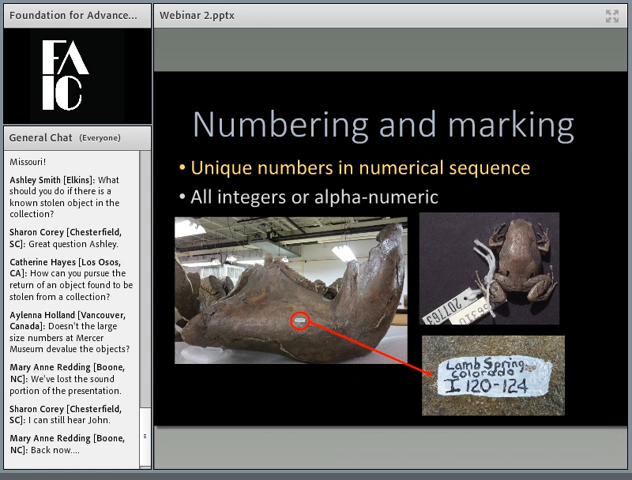 Foundation for Advance...
FA
IC
General Chat (Everyone)
Missouri!
Ashley Smith [Elkins]: What
should you do if there is a
known stolen object in the
collection?
Sharon Corey [Chesterfield,
SC]: Great question Ashley.
Catherine Hayes [Los Osos,
CA]: How can you pursue the
return of an object found to be
stolen from a collection?
Aylenna Holland [Vancouver,
Canada]: Doesn't the large
size numbers at Mercer
Museum devalue the objects?
Mary Anne Redding [Boone,
NC]: We've lost the sound
portion of the presentation.
Sharon Corey [Chesterfield,
SC]: I can still hear John.
Mary Anne Redding [Boone,
NC]: Back now....
Webinar 2.pptx
Numbering and marking
• Unique numbers in numerical sequence
• All integers or alpha-numeric
207763
Lamb Spring
Colorado
I 120-124